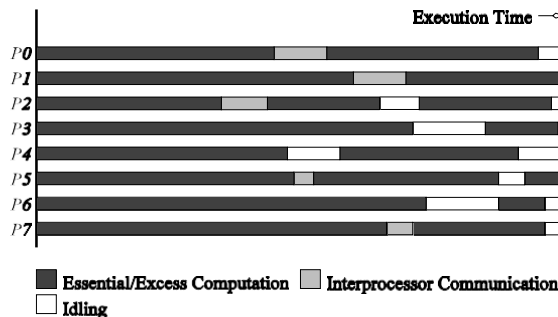 Execution Time
P0
P1
P2
P3
P4
P5
P6
P7
Essential/Excess Computation
Interprocessor Communication
Idling